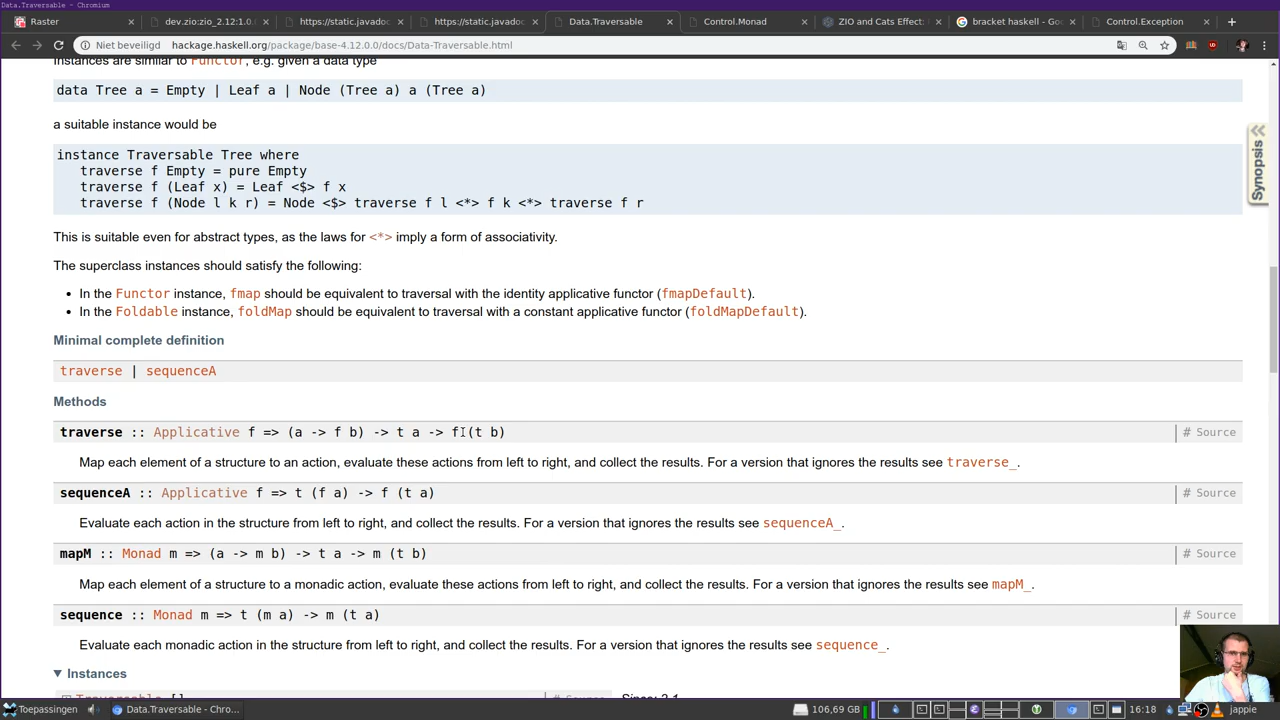 Data.Traversable - Chromium
Raster
dev.zio:zio_2.12:1.0
https://static.javadoc
https://static.javadoc
Data.Traversable
Control.Monad
ZIO and Cats Effect:
bracket haskell - Goo
Control.Exception
Niet beveiligd
hackage.haskell.org/package/base-4.12.0.0/docs/Data-Traversable.html
Instances are similar to Functor, e.g. given a data type
data Tree a = Empty | Leaf a | Node (Tree a) a (Tree a)
a suitable instance would be
instance Traversable Tree where
traverse f Empty = pure Empty
traverse f (Leaf x) = Leaf <$> f x
traverse f (Node l k r) = Node <$> traverse f l <*> f k <*> traverse f r
Synopsis
This is suitable even for abstract types, as the laws for <*> imply a form of associativity.
The superclass instances should satisfy the following:
• In the Functor instance, fmap should be equivalent to traversal with the identity applicative functor (fmapDefault).
• In the Foldable instance, foldMap should be equivalent to traversal with a constant applicative functor (foldMapDefault).
Minimal complete definition
traverse | sequenceA
Methods
traverse :: Applicative f => (a -> f b) -> t a -> f (t b)
# Source
Map each element of a structure to an action, evaluate these actions from left to right, and collect the results. For a version that ignores the results see traverse_.
sequenceA :: Applicative f => t (f a) -> f (t a)
# Source
Evaluate each action in the structure from left to right, and collect the results. For a version that ignores the results see sequenceA_.
mapM :: Monad m => (a -> m b) -> t a -> m (t b)
# Source
Map each element of a structure to a monadic action, evaluate these actions from left to right, and collect the results. For a version that ignores the results see mapM_.
sequence :: Monad m => t (m a) -> m (t a)
# Source
Evaluate each monadic action in the structure from left to right, and collect the results. For a version that ignores the results see sequence_.
▼ Instances
Traversable []
# Source
Since: 2.1
Toepassingen
Data.Traversable - Chro...
106,69 GB
16:18
jappie